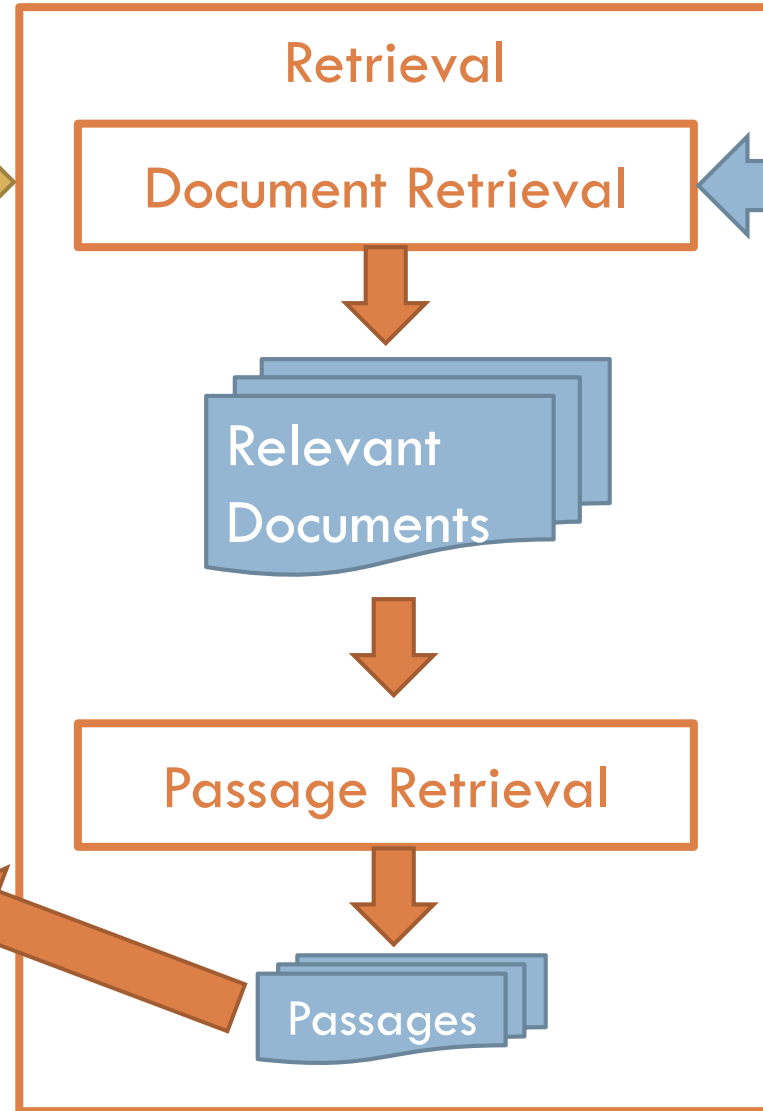 Retrieval
Document Retrieval
Relevant
Documents
Passage Retrieval
Passages